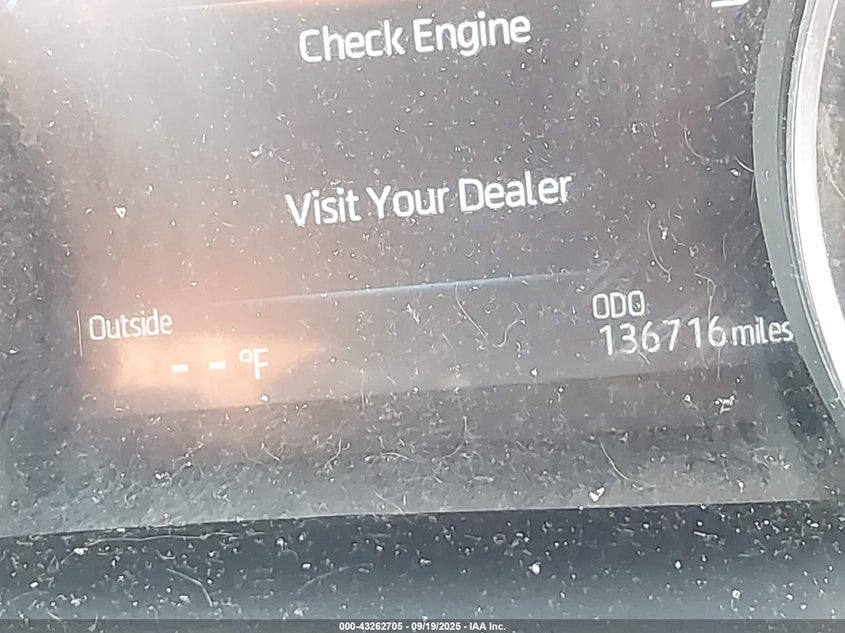 Check Engine
Visit Your Dealer
Outside
-- °F
ODO
136716 miles
000-43262705 - 09/19/2025 - IAA Inc.